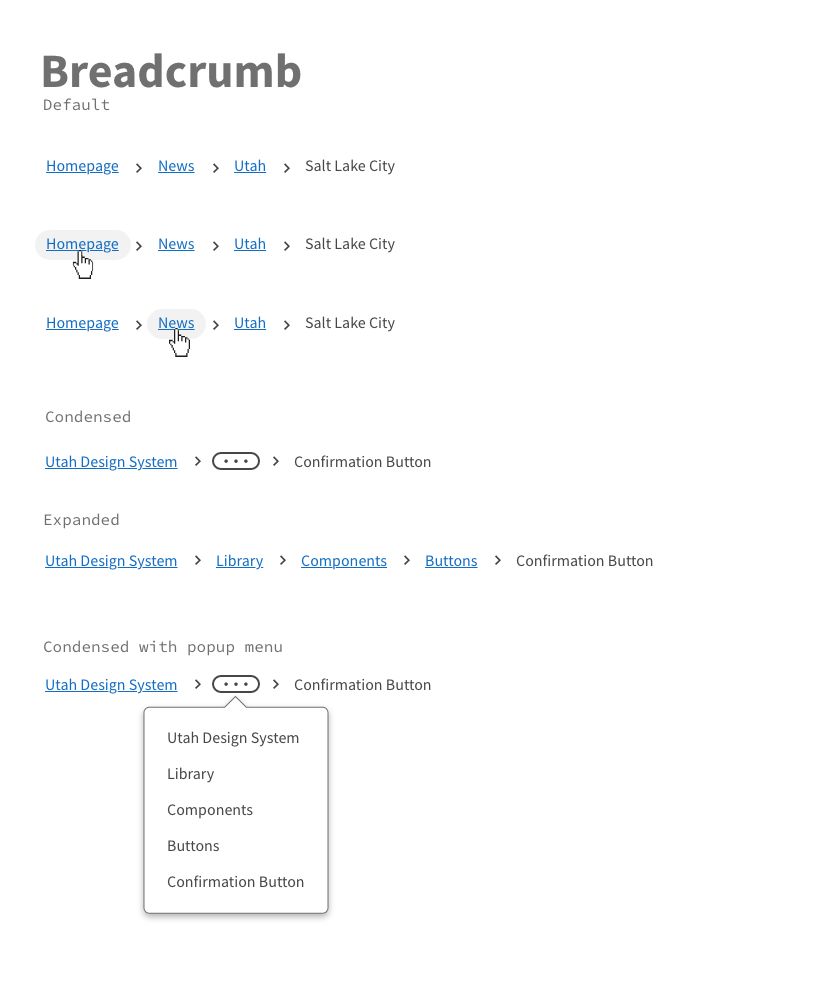 Breadcrumb
Default
Homepage > News > Utah > Salt Lake City
Homepage > News > Utah > Salt Lake City
Homepage > News > Utah > Salt Lake City
Condensed
Utah Design System > ••• > Confirmation Button
Expanded
Utah Design System > Library > Components > Buttons > Confirmation Button
Condensed with popup menu
Utah Design System > ••• > Confirmation Button
Utah Design System
Library
Components
Buttons
Confirmation Button